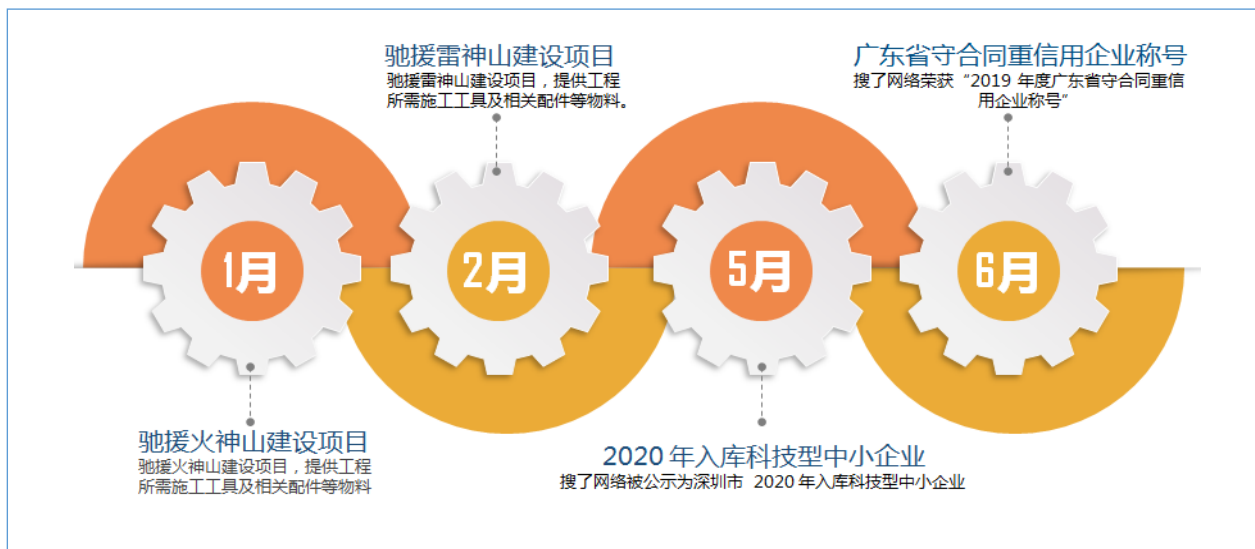 驰援雷神山建设项目
驰援雷神山建设项目，提供工程
所需施工工具及相关配件等物料。
广东省守合同重信用企业称号
搜了网络荣获 “2019 年度广东省守合同重信
用企业称号”
1月
2月
5月
6月
驰援火神山建设项目
驰援火神山建设项目，提供工程
所需施工工具及相关配件等物料
2020 年入库科技型中小企业
搜了网络被公示为深圳市 2020 年入库科技型中小企业